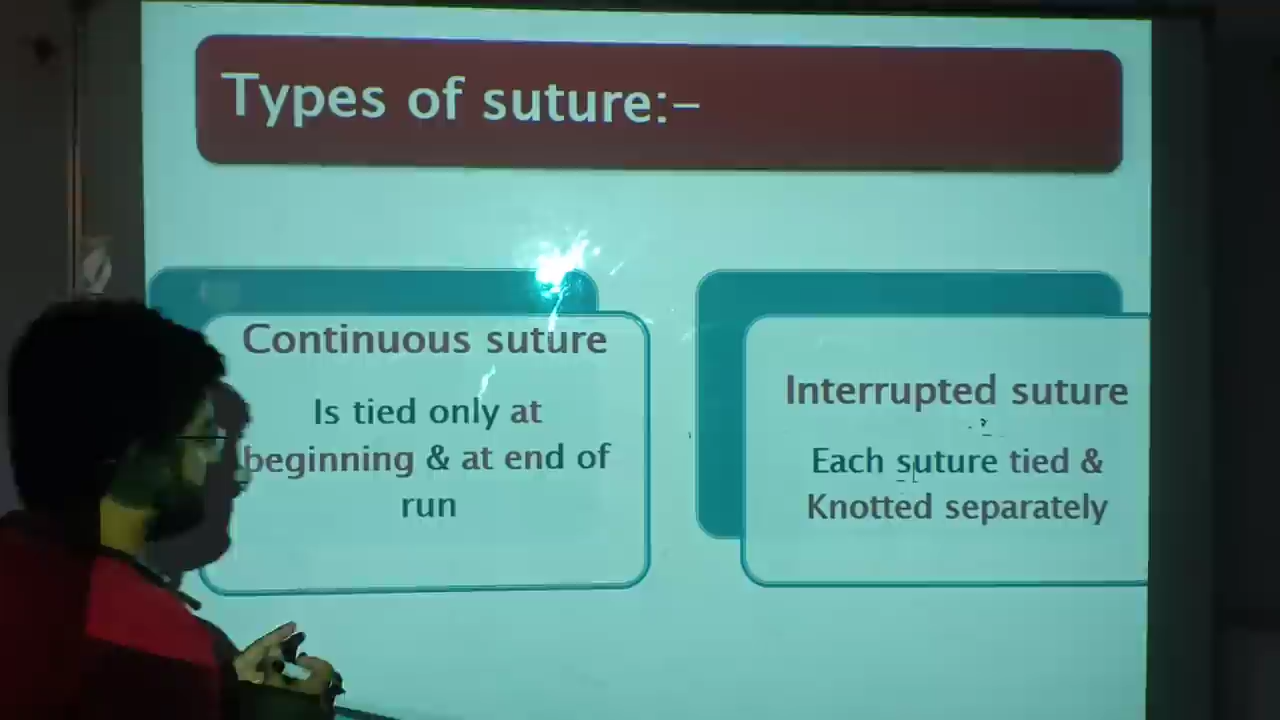 Types of suture:-
Continuous suture
Is tied only at
beginning & at end of
run
Interrupted suture
Each suture tied &
Knotted separately